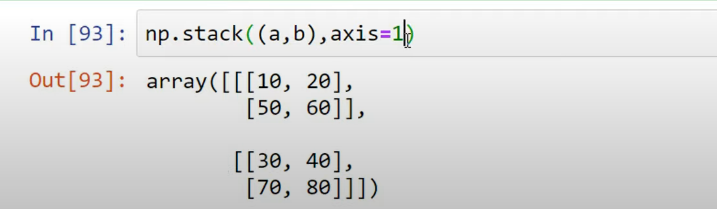 In [93]: np.stack((a,b),axis=1)
Out[93]: array([[[10, 20],
[50, 60]],
[[30, 40],
[70, 80]]])